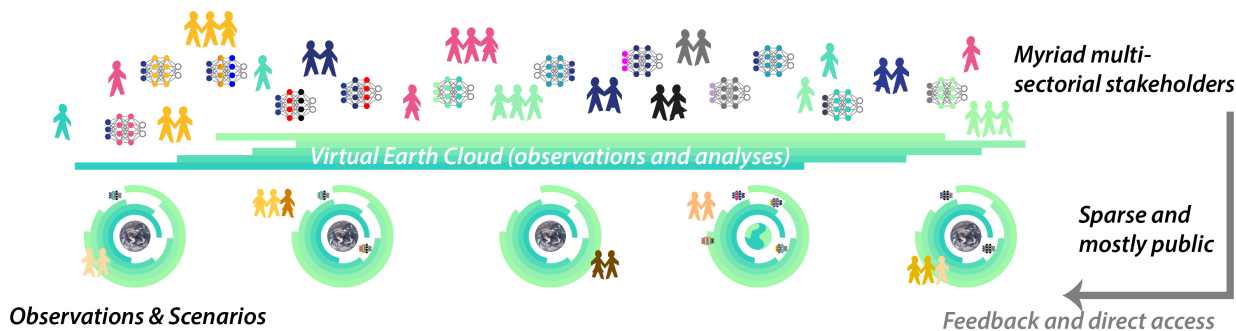 Myriad multi-
sectorial stakeholders
Virtual Earth Cloud (observations and analyses)
Sparse and
mostly public
Observations & Scenarios
Feedback and direct access